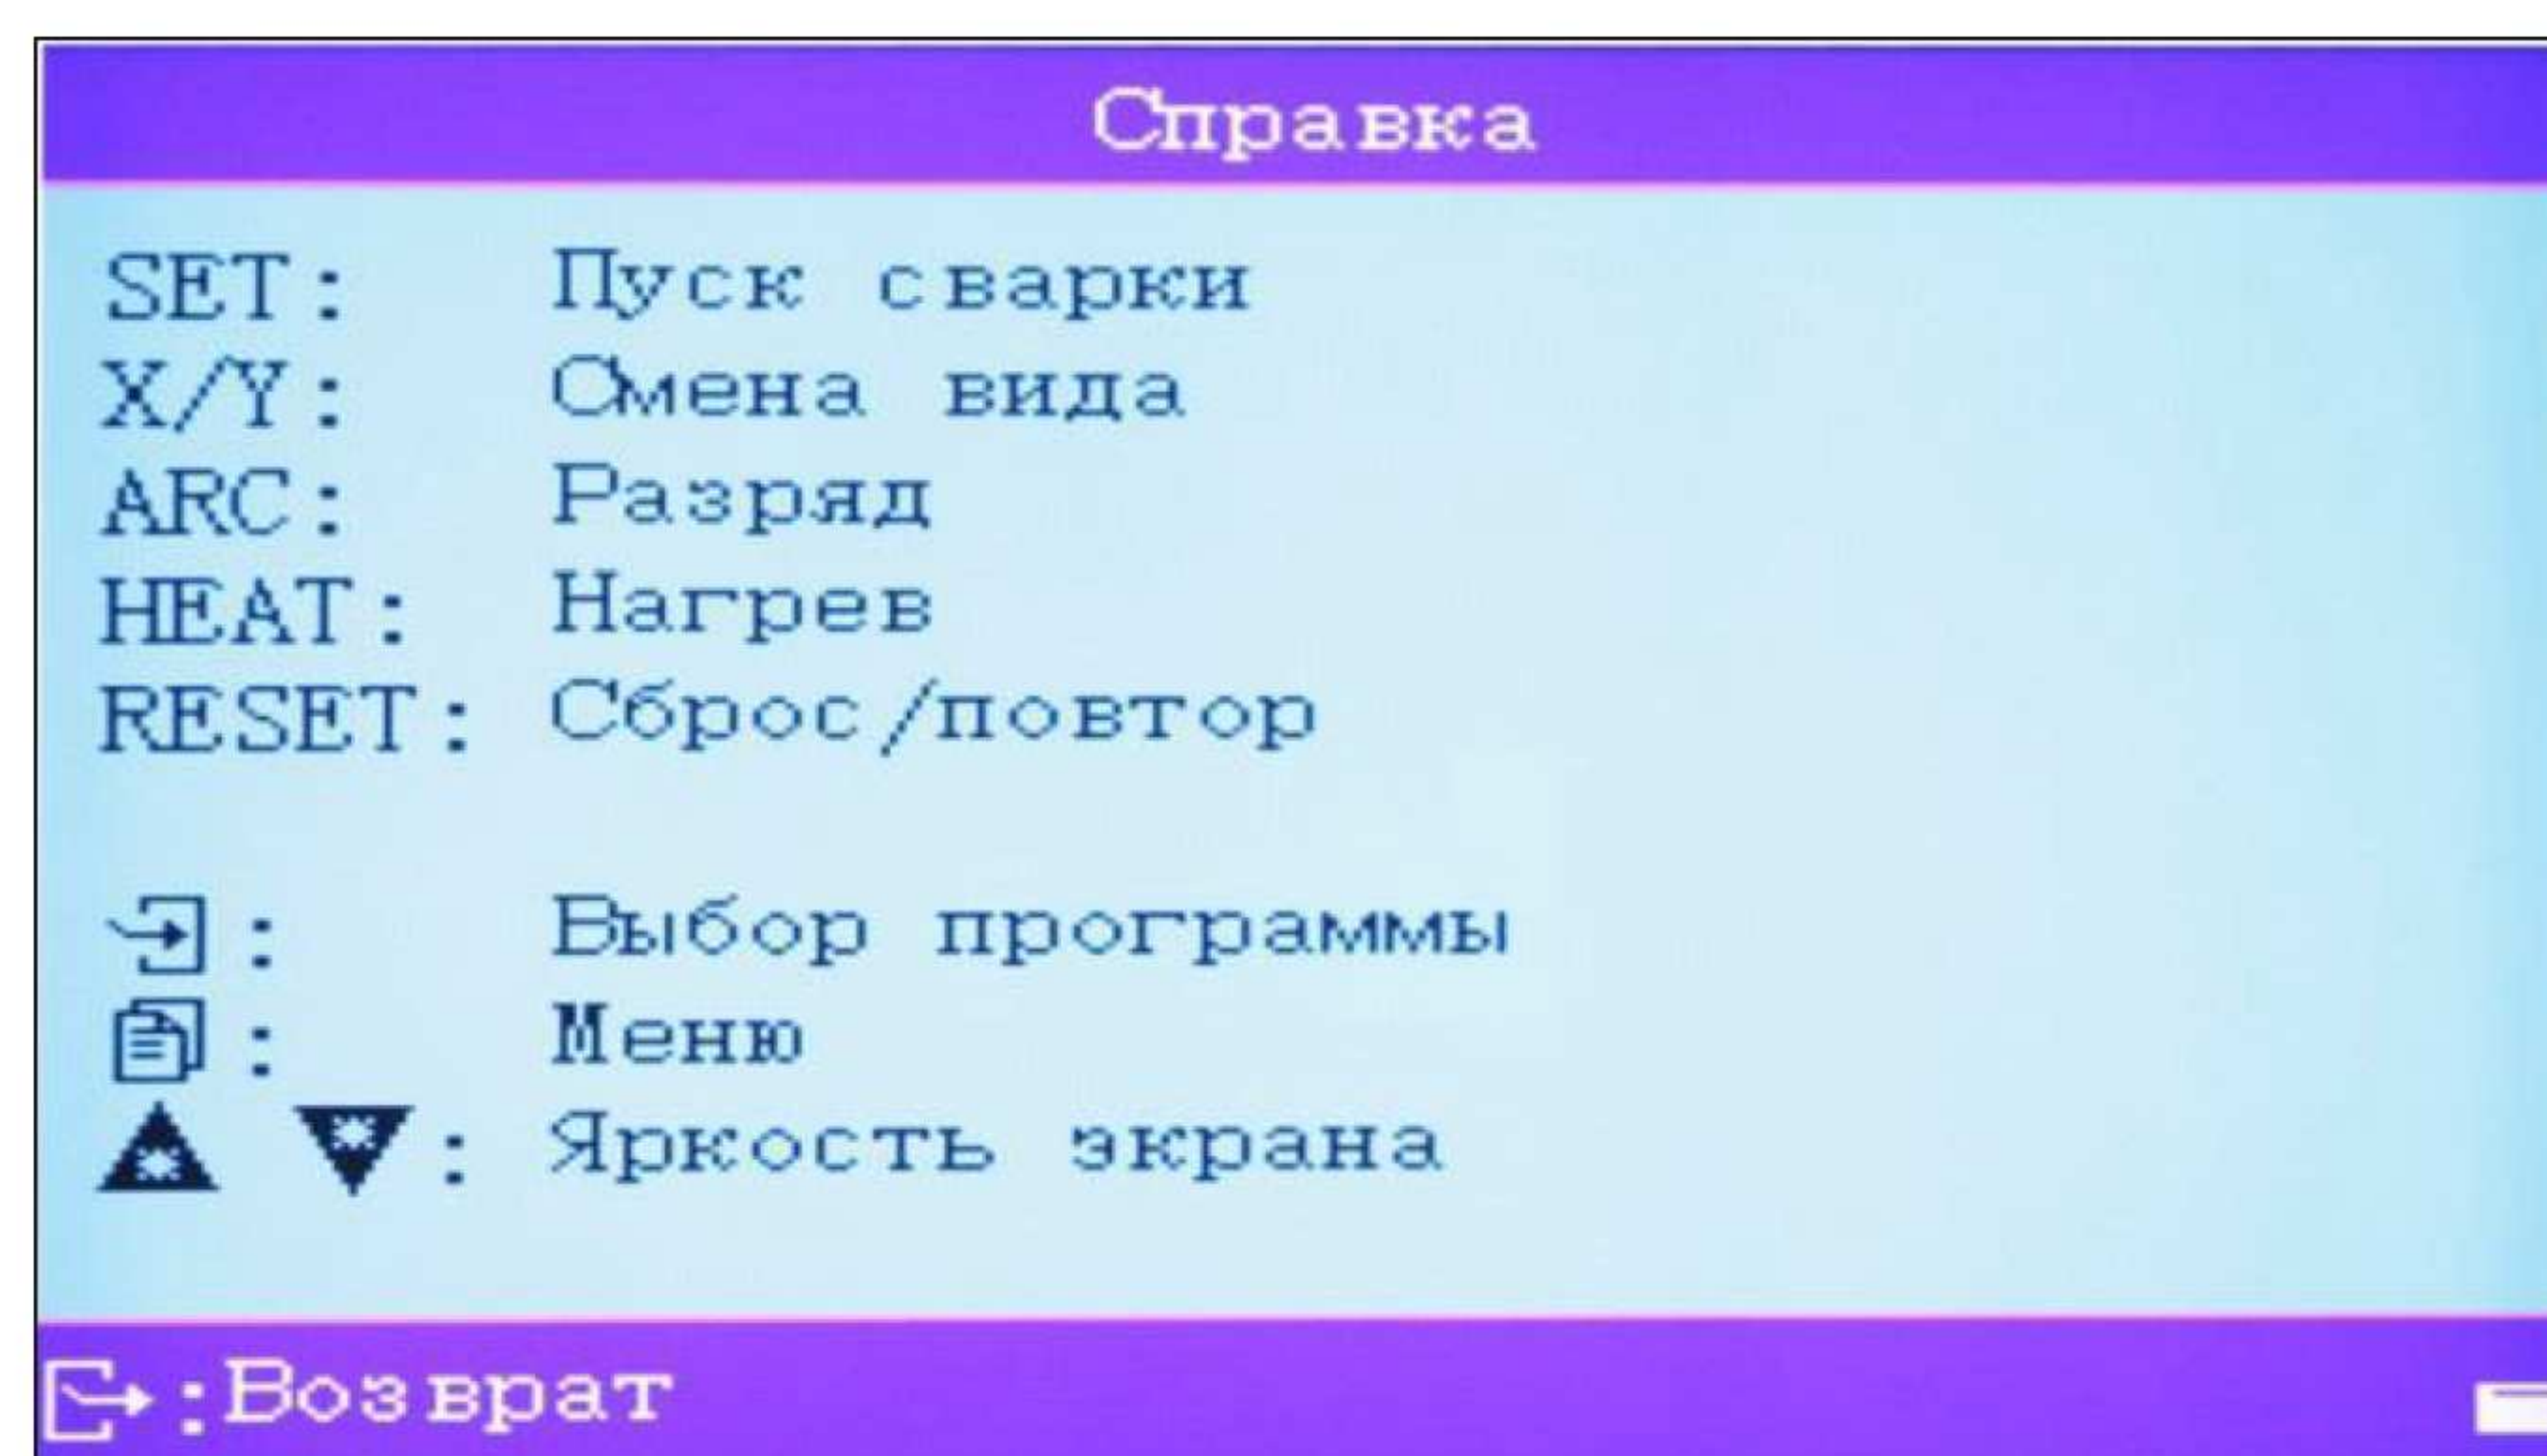 Справка
SET: Пуск сварки
X/Y: Смена вида
ARC: Разряд
HEAT: Нагрев
RESET: Сброс/повтор
: Выбор программы
: Меню
: Яркость экрана
:Возврат